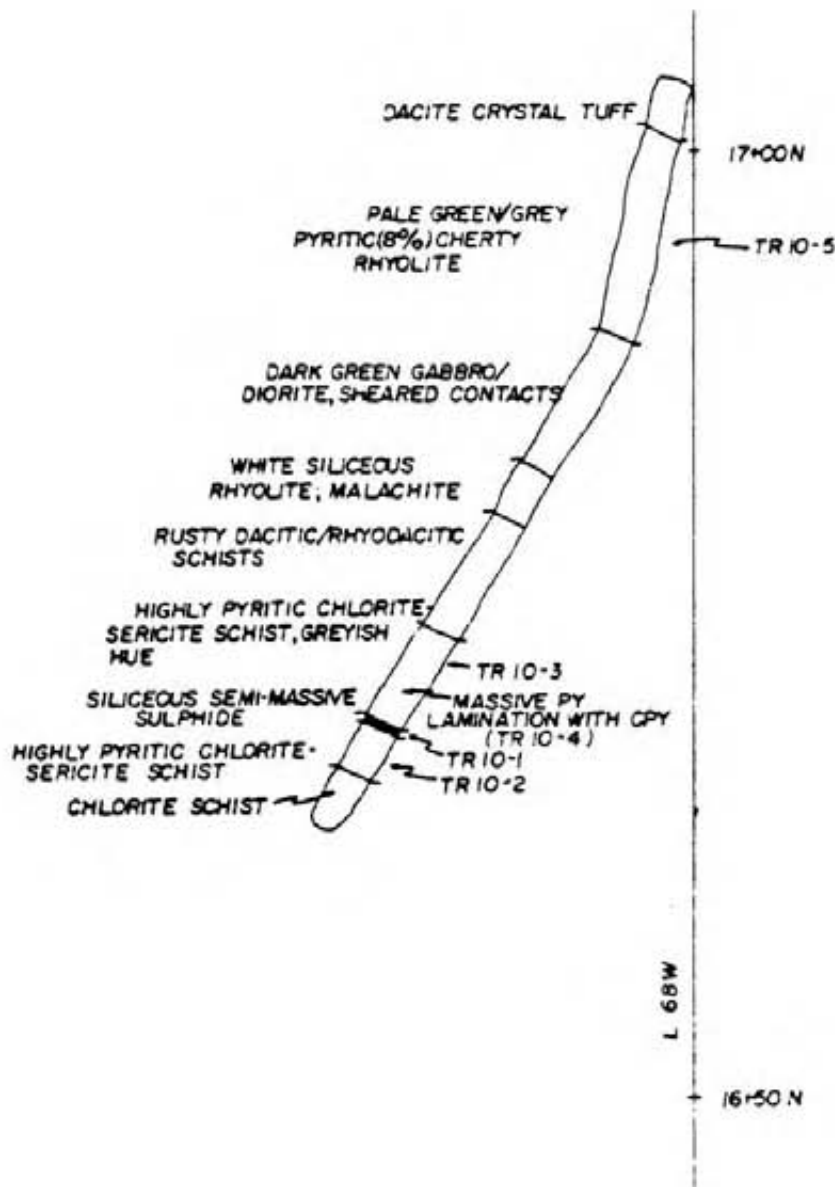 DACITE CRYSTAL TUFF
17+00N
PALE GREEN/GREY
PYRITIC(8%)CHERTY
RHYOLITE
TR 10-5
DARK GREEN GABBRO/
DIORITE, SHEARED CONTACTS
WHITE SILICEOUS
RHYOLITE; MALACHITE
RUSTY DACITIC/RHYODACITIC
SCHISTS
HIGHLY PYRITIC CHLORITE-
SERICITE SCHIST, GREYISH
HUE
TR 10-3
SILICEOUS SEMI-MASSIVE
SULPHIDE
MASSIVE PY
LAMINATION WITH CPY
(TR 10-4)
TR 10-1
HIGHLY PYRITIC CHLORITE-
SERICITE SCHIST
TR 10-2
CHLORITE SCHIST
L 68W
16+50 N